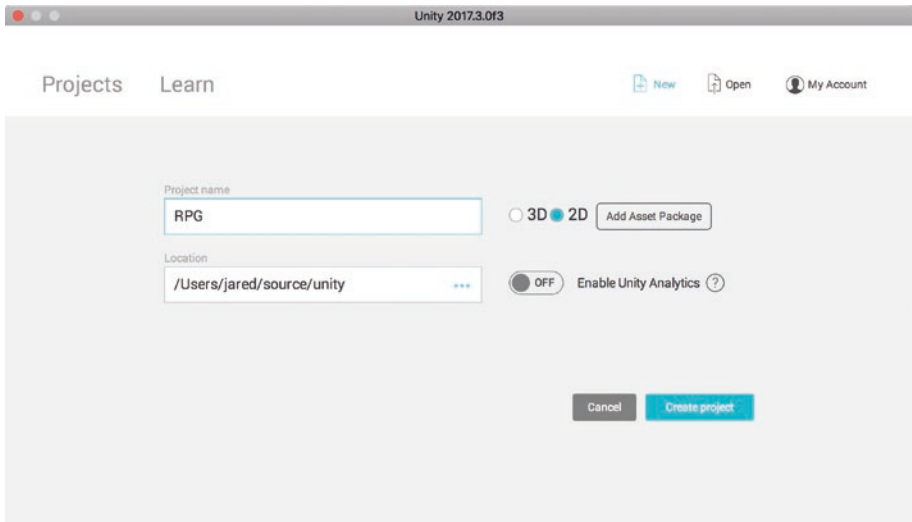 Unity 2017.3.0f3
Projects Learn New Open My Account
Project name
RPG 3D 2D Add Asset Package
Location
/Users/jared/source/unity ••• OFF Enable Unity Analytics ?
Cancel Create project